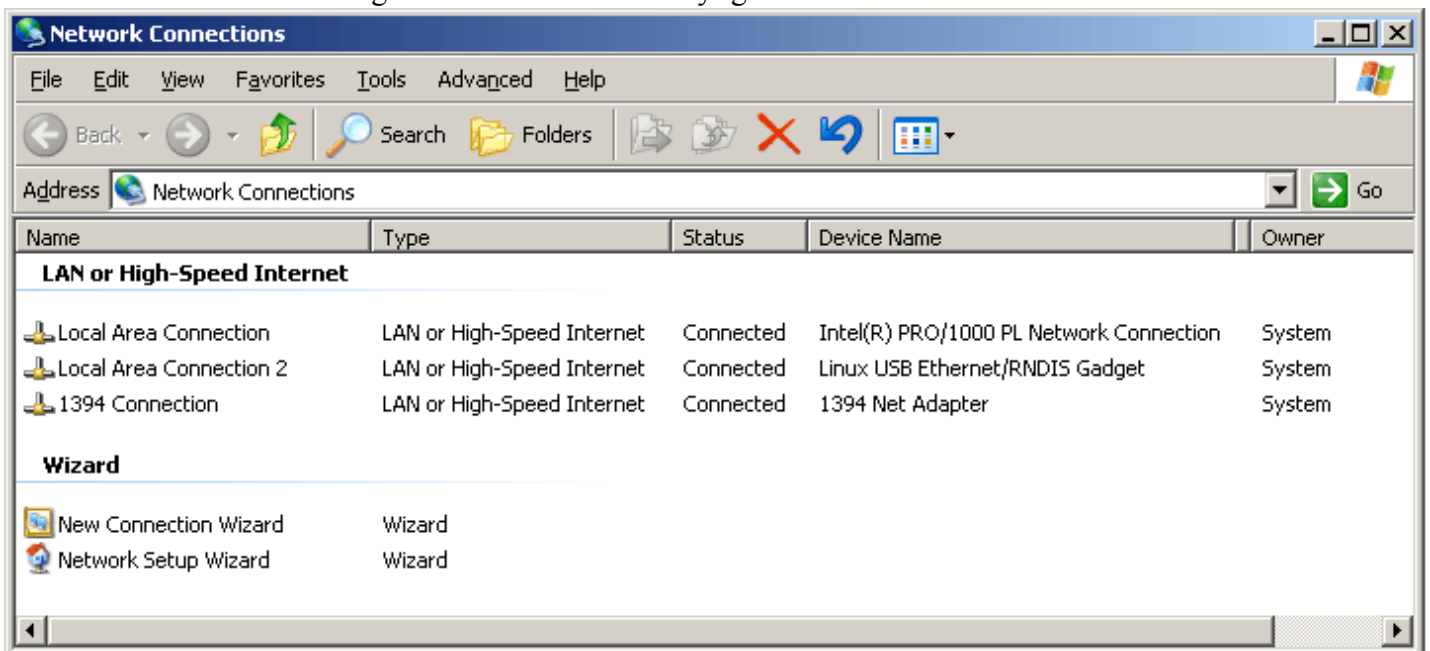 Network Connections
File Edit View Favorites Tools Advanced Help
Back Search Folders
Address Network Connections Go
Name Type Status Device Name Owner
LAN or High-Speed Internet
Local Area Connection LAN or High-Speed Internet Connected Intel(R) PRO/1000 PL Network Connection System
Local Area Connection 2 LAN or High-Speed Internet Connected Linux USB Ethernet/RNDIS Gadget System
1394 Connection LAN or High-Speed Internet Connected 1394 Net Adapter System
Wizard
New Connection Wizard Wizard
Network Setup Wizard Wizard